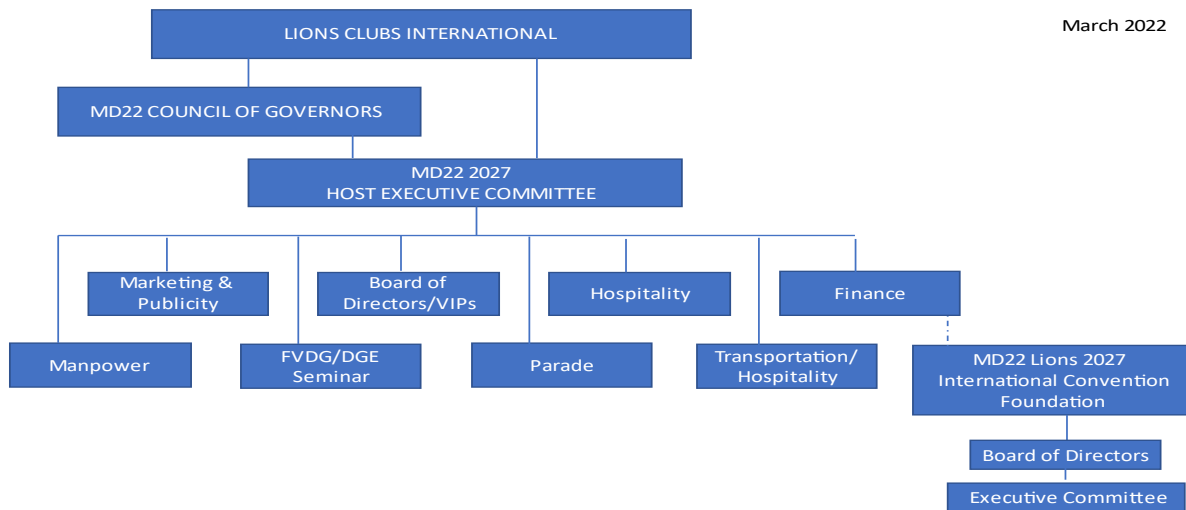 LIONS CLUBS INTERNATIONAL
March 2022
MD22 COUNCIL OF GOVERNORS
MD22 2027
HOST EXECUTIVE COMMITTEE
Marketing &
Publicity
Board of
Directors/VIPs
Hospitality
Finance
Manpower
FVDG/DGE
Seminar
Parade
Transportation/
Hospitality
MD22 Lions 2027
International Convention
Foundation
Board of Directors
Executive Committee